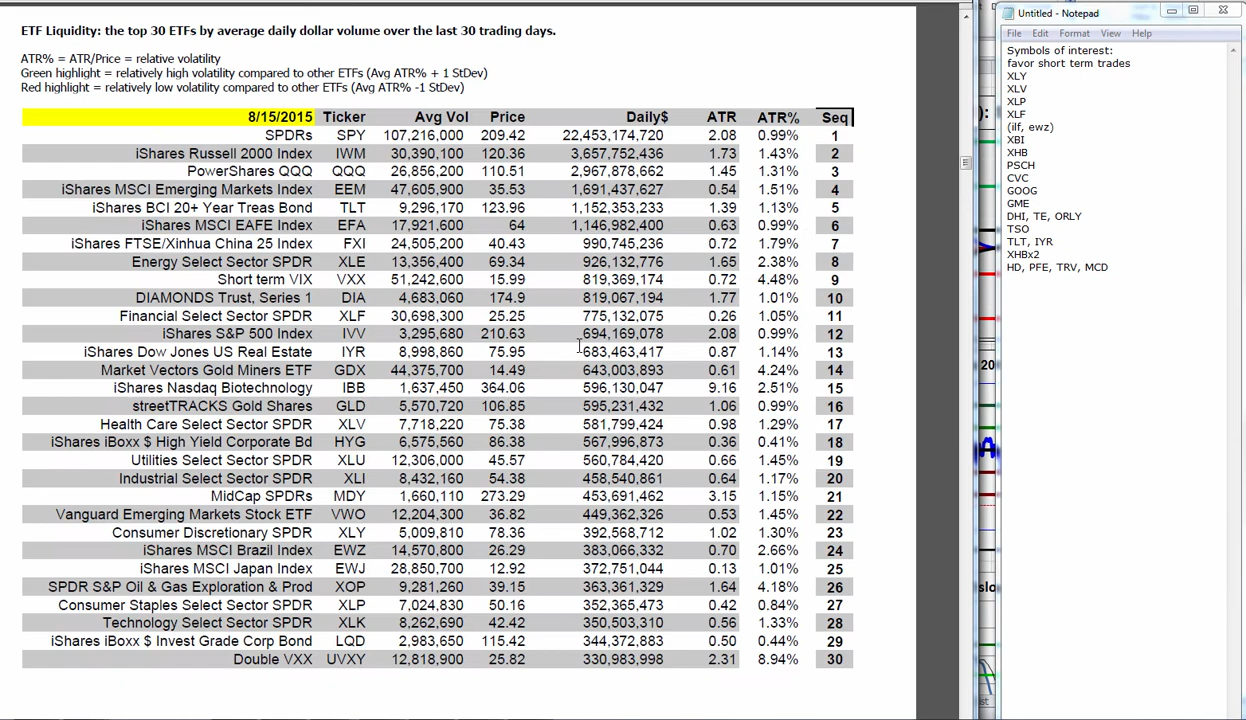 ETF Liquidity: the top 30 ETFs by average daily dollar volume over the last 30 trading days.
ATR% = ATR/Price = relative volatility
Green highlight = relatively high volatility compared to other ETFs (Avg ATR% + 1 StDev)
Red highlight = relatively low volatility compared to other ETFs (Avg ATR% -1 StDev)
8/15/2015 Ticker Avg Vol Price Daily$ ATR ATR% Seq
SPDRs SPY 107,216,000 209.42 22,453,174,720 2.08 0.99% 1
iShares Russell 2000 Index IWM 30,390,100 120.36 3,657,752,436 1.73 1.43% 2
PowerShares QQQ QQQ 26,856,200 110.51 2,967,878,662 1.45 1.31% 3
iShares MSCI Emerging Markets Index EEM 47,605,900 35.53 1,691,437,627 0.54 1.51% 4
iShares BCI 20+ Year Treas Bond TLT 9,296,170 123.96 1,152,353,233 1.39 1.13% 5
iShares MSCI EAFE Index EFA 17,921,600 64 1,146,982,400 0.63 0.99% 6
iShares FTSE/Xinhua China 25 Index FXI 24,505,200 40.43 990,745,236 0.72 1.79% 7
Energy Select Sector SPDR XLE 13,356,400 69.34 926,132,776 1.65 2.38% 8
Short term VIX VXX 51,242,600 15.99 819,369,174 0.72 4.48% 9
DIAMONDS Trust, Series 1 DIA 4,683,060 174.9 819,067,194 1.77 1.01% 10
Financial Select Sector SPDR XLF 30,698,300 25.25 775,132,075 0.26 1.05% 11
iShares S&P 500 Index IVV 3,295,680 210.63 694,169,078 2.08 0.99% 12
iShares Dow Jones US Real Estate IYR 8,998,860 75.95 683,463,417 0.87 1.14% 13
Market Vectors Gold Miners ETF GDX 44,375,700 14.49 643,003,893 0.61 4.24% 14
iShares Nasdaq Biotechnology IBB 1,637,450 364.06 596,130,047 9.16 2.51% 15
streetTRACKS Gold Shares GLD 5,570,720 106.85 595,231,432 1.06 0.99% 16
Health Care Select Sector SPDR XLV 7,718,220 75.38 581,799,424 0.98 1.29% 17
iShares iBoxx $ High Yield Corporate Bd HYG 6,575,560 86.38 567,996,873 0.36 0.41% 18
Utilities Select Sector SPDR XLU 12,306,000 45.57 560,784,420 0.66 1.45% 19
Industrial Select Sector SPDR XLI 8,432,160 54.38 458,540,861 0.64 1.17% 20
MidCap SPDRs MDY 1,660,110 273.29 453,691,462 3.15 1.15% 21
Vanguard Emerging Markets Stock ETF VWO 12,204,300 36.82 449,362,326 0.53 1.45% 22
Consumer Discretionary SPDR XLY 5,009,810 78.36 392,568,712 1.02 1.30% 23
iShares MSCI Brazil Index EWZ 14,570,800 26.29 383,066,332 0.70 2.66% 24
iShares MSCI Japan Index EWJ 28,850,700 12.92 372,751,044 0.13 1.01% 25
SPDR S&P Oil & Gas Exploration & Prod XOP 9,281,260 39.15 363,361,329 1.64 4.18% 26
Consumer Staples Select Sector SPDR XLP 7,024,830 50.16 352,365,473 0.42 0.84% 27
Technology Select Sector SPDR XLK 8,262,690 42.42 350,503,310 0.56 1.33% 28
iShares iBoxx $ Invest Grade Corp Bond LQD 2,983,650 115.42 344,372,883 0.50 0.44% 29
Double VXX UVXY 12,818,900 25.82 330,983,998 2.31 8.94% 30
Untitled - Notepad
File Edit Format View Help
Symbols of interest:
favor short term trades
XLY
XLV
XLP
XLF
(ilf, ewz)
XBI
XHB
PSCH
CVC
GOOG
GME
DHI, TE, ORLY
TSO
TLT, IYR
XHBx2
HD, PFE, TRV, MCD
):
20
A
slo